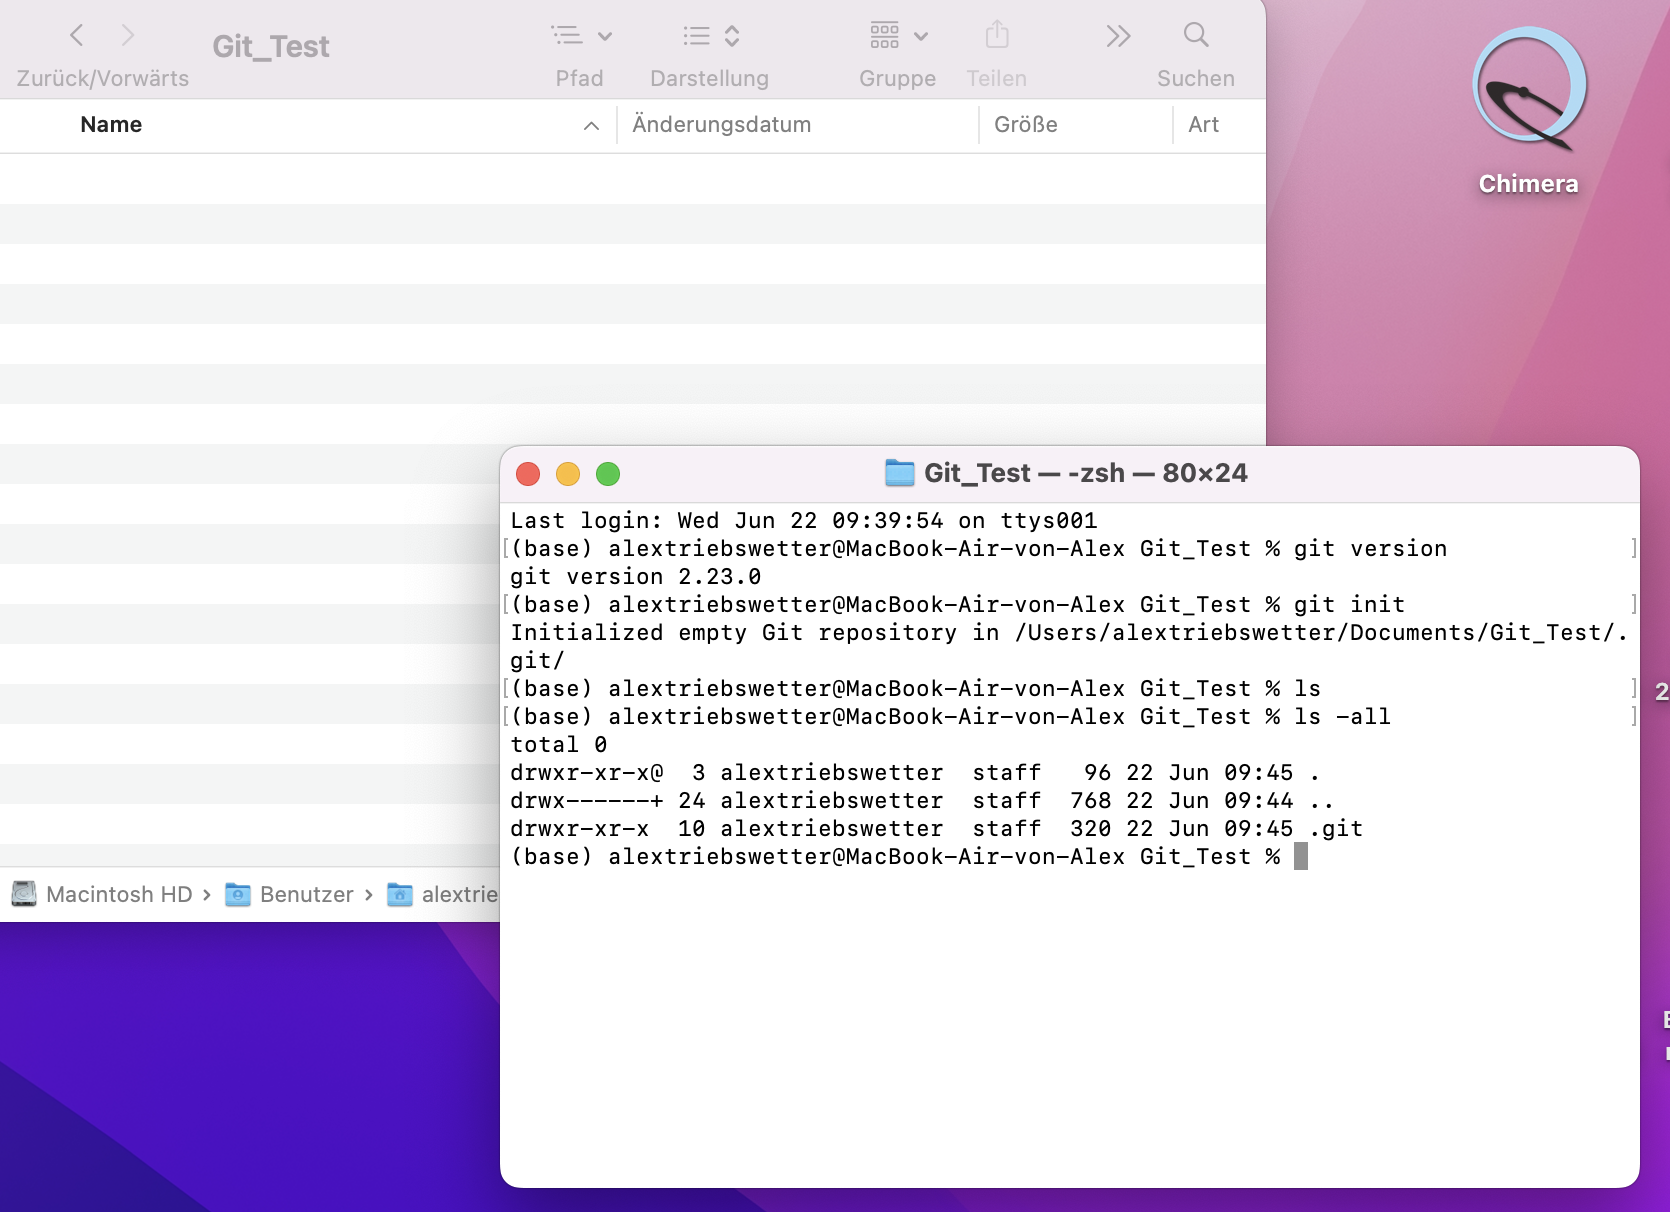 Git_Test
Zurück/Vorwärts
Pfad
Darstellung
Gruppe
Teilen
Suchen
Name
Änderungsdatum
Größe
Art
Chimera
Git_Test — -zsh — 80×24
Last login: Wed Jun 22 09:39:54 on ttys001
[(base) alextriebswetter@MacBook-Air-von-Alex Git_Test % git version ]
git version 2.23.0
[(base) alextriebswetter@MacBook-Air-von-Alex Git_Test % git init ]
Initialized empty Git repository in /Users/alextriebswetter/Documents/Git_Test/.
git/
[(base) alextriebswetter@MacBook-Air-von-Alex Git_Test % ls ]
[(base) alextriebswetter@MacBook-Air-von-Alex Git_Test % ls -all ]
total 0
drwxr-xr-x@  3 alextriebswetter  staff   96 22 Jun 09:45 .
drwx------+ 24 alextriebswetter  staff  768 22 Jun 09:44 ..
drwxr-xr-x  10 alextriebswetter  staff  320 22 Jun 09:45 .git
(base) alextriebswetter@MacBook-Air-von-Alex Git_Test %
Macintosh HD › Benutzer › alextrie
2